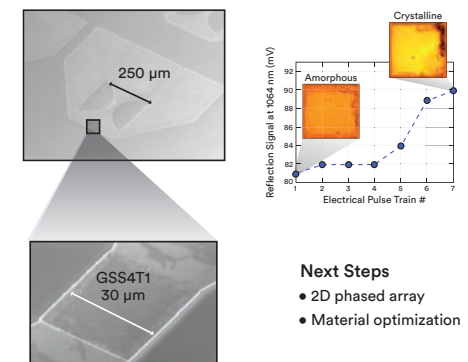 250 µm
GSS4T1
30 µm
Crystalline
Amorphous
Reflection Signal at 1064 nm (mV)
92
90
88
86
84
82
80
1 2 3 4 5 6 7
Electrical Pulse Train #
Next Steps
• 2D phased array
• Material optimization